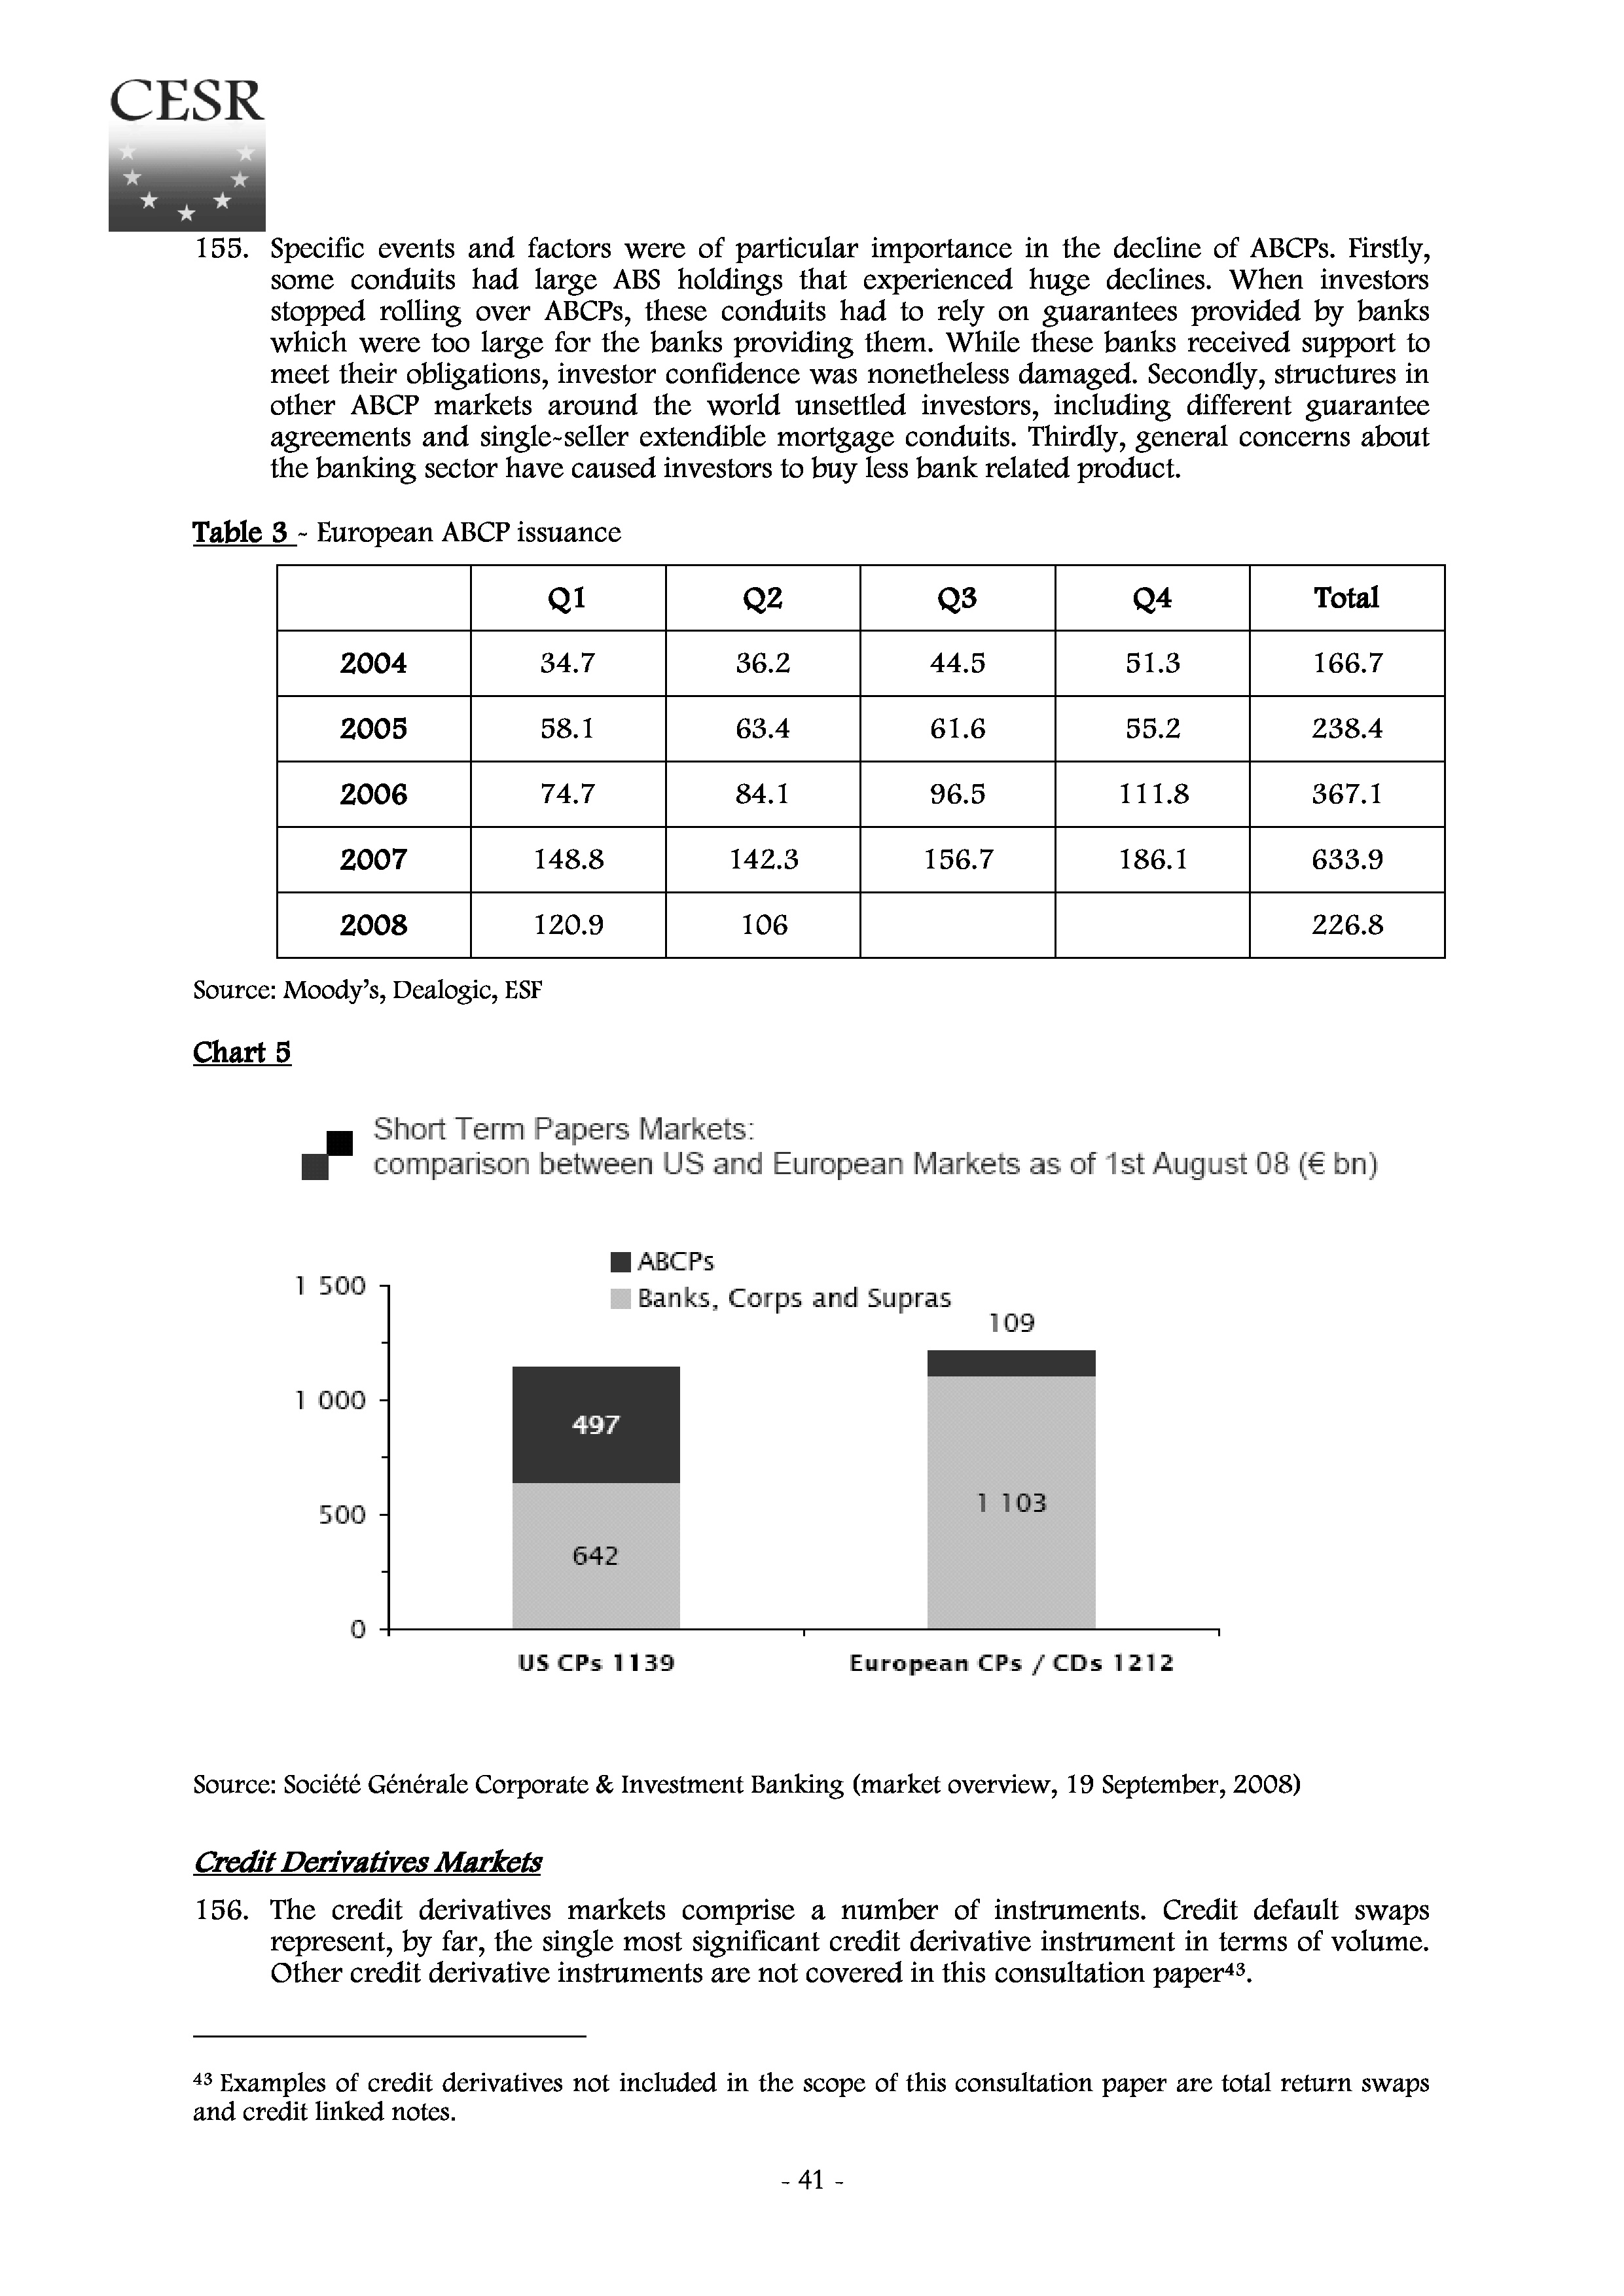 CESR
155. Specific events and factors were of particular importance in the decline of ABCPs. Firstly,
some conduits had large ABS holdings that experienced huge declines. When investors
stopped rolling over ABCPs, these conduits had to rely on guarantees provided by banks
which were too large for the banks providing them. While these banks received support to
meet their obligations, investor confidence was nonetheless damaged. Secondly, structures in
other ABCP markets around the world unsettled investors, including different guarantee
agreements and single-seller extendible mortgage conduits. Thirdly, general concerns about
the banking sector have caused investors to buy less bank related product.
Table 3 - European ABCP issuance
Q1 Q2 Q3 Q4 Total
2004 34.7 36.2 44.5 51.3 166.7
2005 58.1 63.4 61.6 55.2 238.4
2006 74.7 84.1 96.5 111.8 367.1
2007 148.8 142.3 156.7 186.1 633.9
2008 120.9 106 226.8
Source: Moody's, Dealogic, ESF
Chart 5
Short Term Papers Markets:
comparison between US and European Markets as of 1st August 08 (€ bn)
ABCPs
Banks, Corps and Supras
1 500
109
1 000
497
1 103
500
642
0
US CPs 1139 European CPs / CDs 1212
Source: Société Générale Corporate & Investment Banking (market overview, 19 September, 2008)
Credit Derivatives Markets
156. The credit derivatives markets comprise a number of instruments. Credit default swaps
represent, by far, the single most significant credit derivative instrument in terms of volume.
Other credit derivative instruments are not covered in this consultation paper43.
43 Examples of credit derivatives not included in the scope of this consultation paper are total return swaps
and credit linked notes.
- 41 -